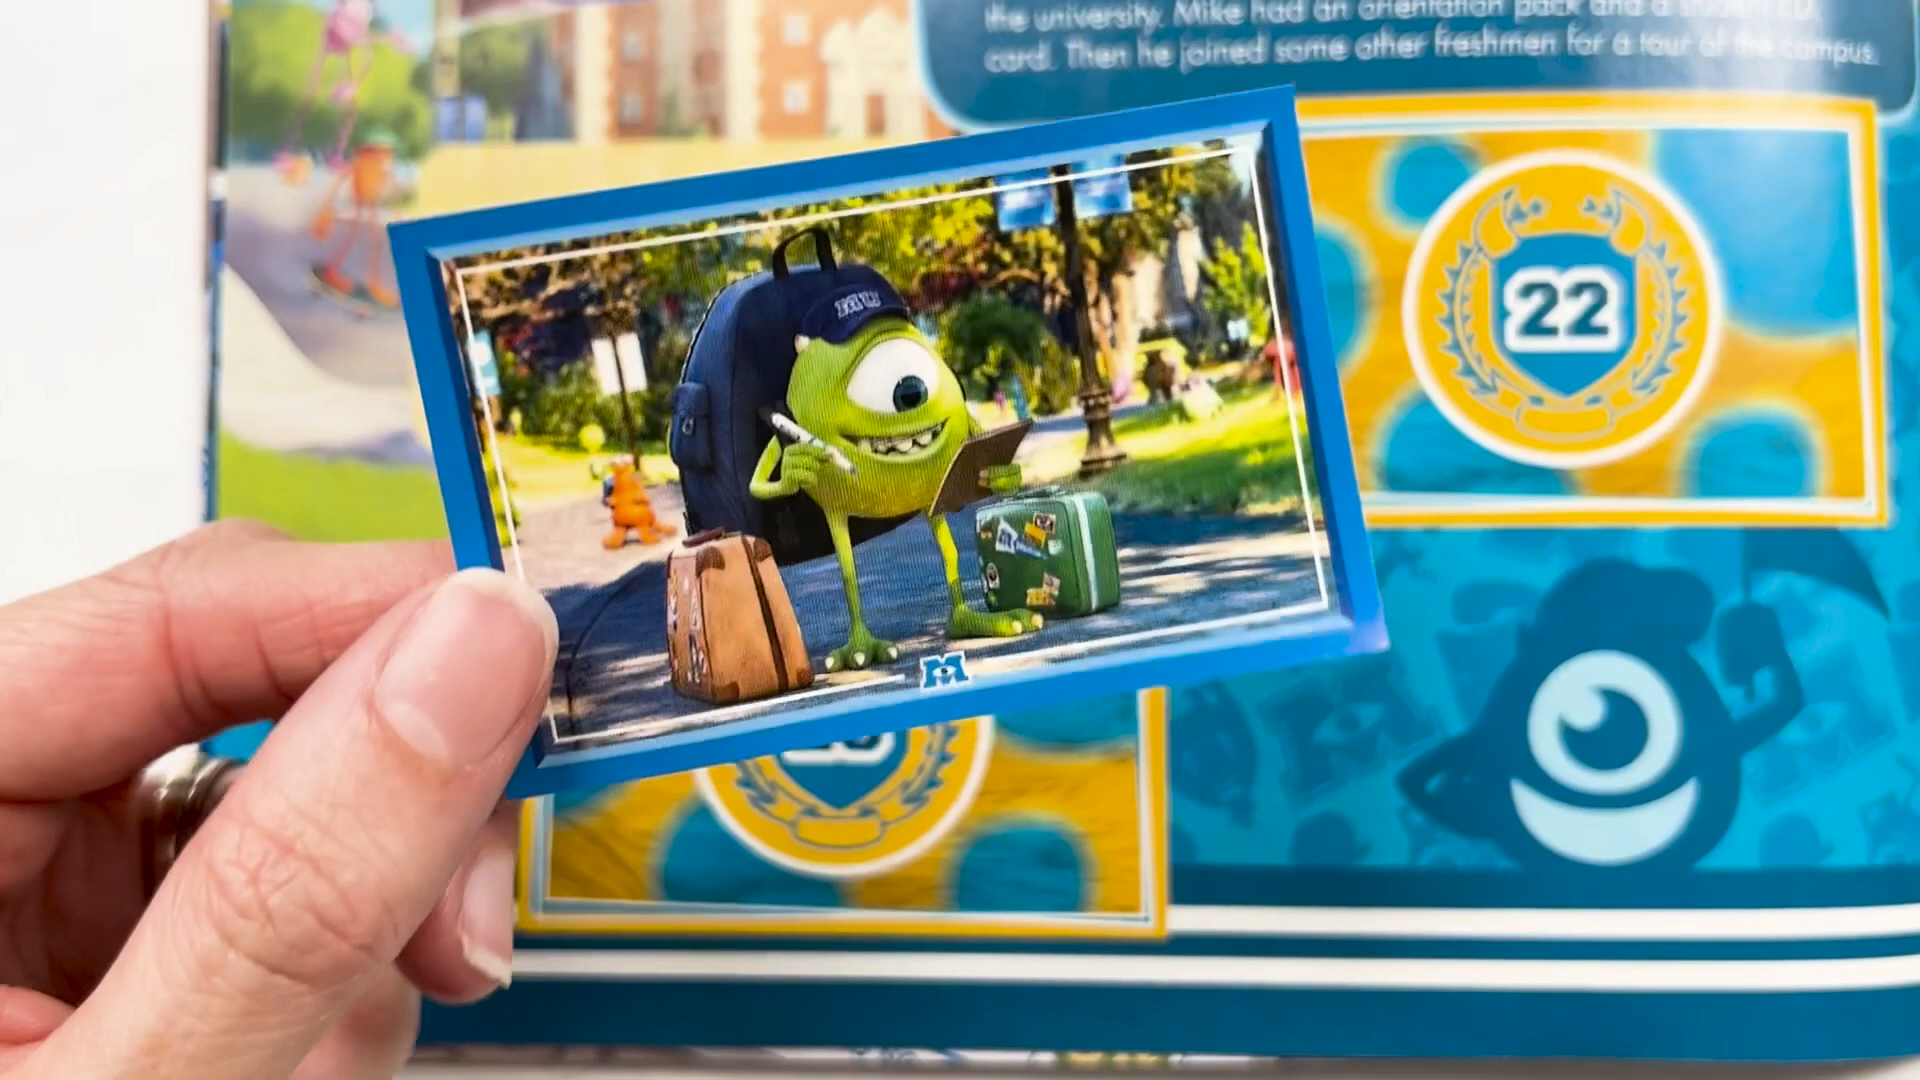 the university. Mike had an orientation pack and a student I.D.
card. Then he joined some other freshmen for a tour of the campus.
22
MU
M